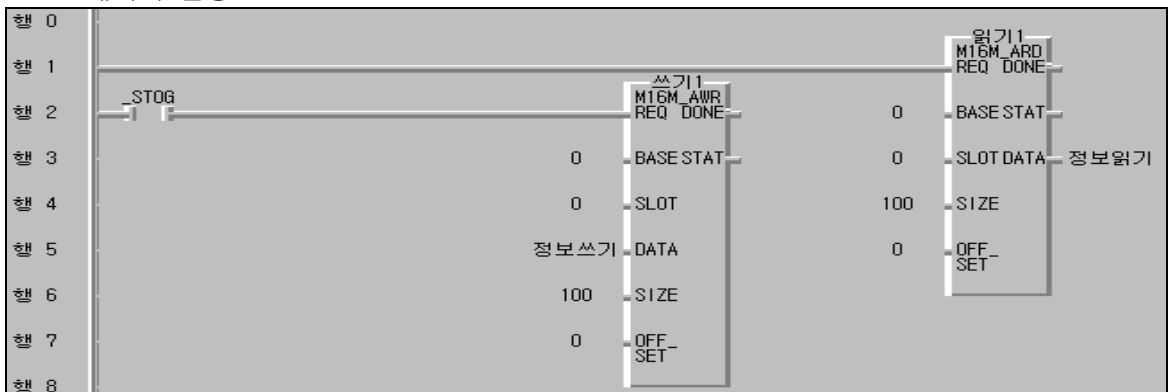 행 0
읽기1
M16M_ARD
행 1
REQ DONE
쓰기1
_STOG
M16M_AWR
행 2
REQ DONE
0
BASE STAT
행 3
0
BASE STAT
0
SLOT DATA
정보읽기
행 4
0
SLOT
100
SIZE
행 5
정보쓰기
DATA
0
OFF_
SET
행 6
100
SIZE
행 7
0
OFF_
SET
행 8